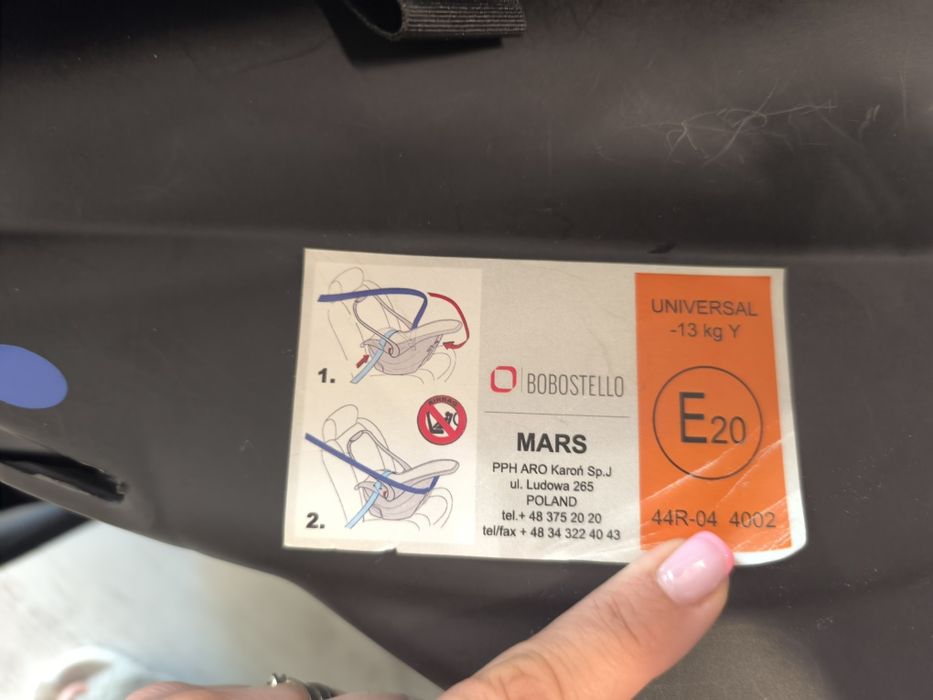 1.
AIRBAG
2.
BOBOSTELLO
MARS
PPH ARO Karoń Sp.J
ul. Ludowa 265
POLAND
tel.+ 48 375 20 20
tel/fax + 48 34 322 40 43
UNIVERSAL
-13 kg Y
E20
44R-04 4002